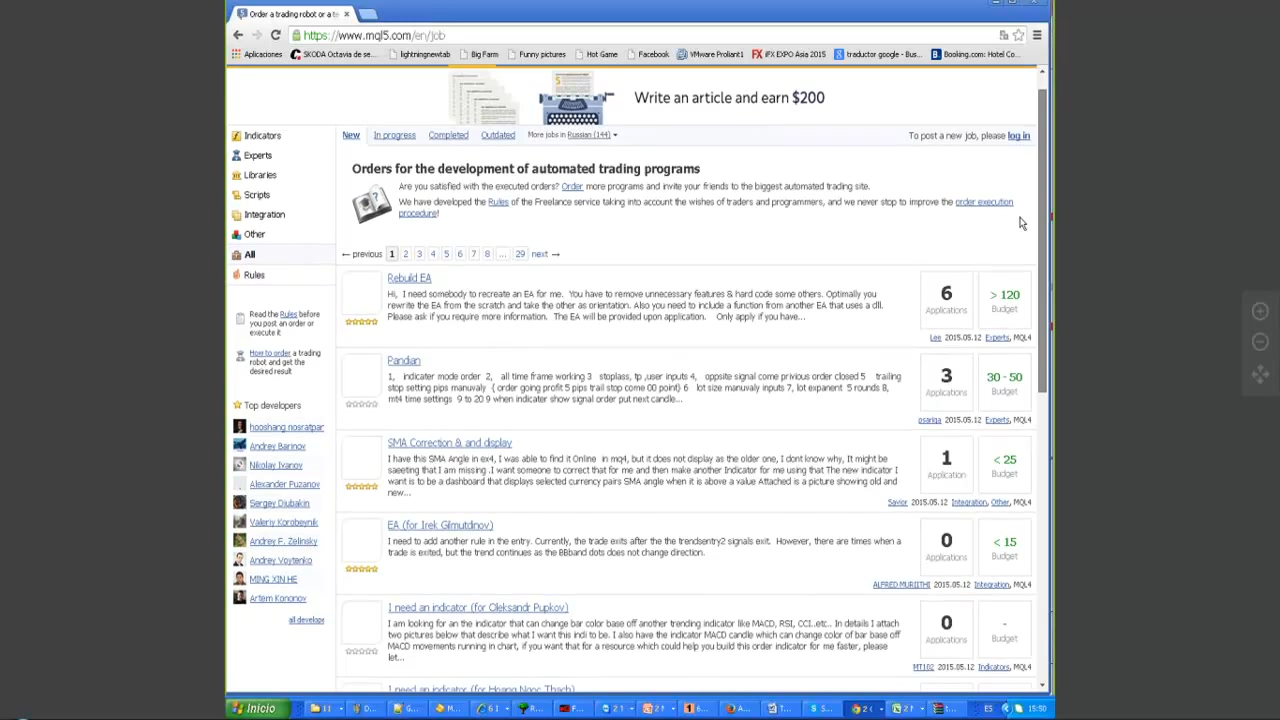 Order a trading robot or a te
https://www.mql5.com/en/job
Aplicaciones
SKODA Octavia de se...
lightningnewtab
Big Farm
Funny pictures
Hot Game
Facebook
VMware Proliant1
iFX EXPO Asia 2015
traductor google - Bus...
Booking.com: Hotel Co...
Write an article and earn $200
New In progress Completed Outdated More jobs in Russian (144)
To post a new job, please log in
Indicators
Experts
Libraries
Scripts
Integration
Other
All
Rules
Read the Rules before
you post an order or
execute it
How to order a trading
robot and get the
desired result
Top developers
hooshang nosratpar
Andrey Barinov
Nikolay Ivanov
Alexander Puzanov
Sergey Diubakin
Valeriy Korobeynik
Andrey F. Zelinsky
Andrey Voytenko
MING XIN HE
Artem Kononov
all develope
Orders for the development of automated trading programs
Are you satisfied with the executed orders? Order more programs and invite your friends to the biggest automated trading site.
We have developed the Rules of the Freelance service taking into account the wishes of traders and programmers, and we never stop to improve the order execution
procedure!
← previous 1 2 3 4 5 6 7 8 ... 29 next →
Rebuild EA
Hi, I need somebody to recreate an EA for me. You have to remove unnecessary features & hard code some others. Optimally you
rewrite the EA from the scratch and take the other as orientation. Also you need to include a function from another EA that uses a dll.
Please ask if you require more information. The EA will be provided upon application. Only apply if you have...
6
Applications
> 120
Budget
Lee 2015.05.12 Experts, MQL4
Pandian
1, indicater mode order 2, all time frame working 3 stoplass, tp ,user inputs 4, oppsite signal come privious order closed 5 trailing
stop setting pips manuvaly { order going profit 5 pips trail stop come 00 point} 6 lot size manuvaly inputs 7, lot expanent 5 rounds 8,
mt4 time settings 9 to 20 9 when indicater show signal order put next candle...
3
Applications
30 - 50
Budget
psariga 2015.05.12 Experts, MQL4
SMA Correction & and display
I have this SMA Angle in ex4, I was able to find it Online in mq4, but it does not display as the older one, I dont know why, It might be
saeeting that I am missing .I want someone to correct that for me and then make another Indicator for me using that The new indicator I
want is to be a dashboard that displays selected currency pairs SMA angle when it is above a value Attached is a picture showing old and
new...
1
Application
< 25
Budget
Savior 2015.05.12 Integration, Other, MQL4
EA (for Irek Gilmutdinov)
I need to add another rule in the entry. Currently, the trade exits after the the trendsentry2 signals exit. However, there are times when a
trade is exited, but the trend continues as the BBband dots does not change direction.
0
Applications
< 15
Budget
ALFRED MURIITHI 2015.05.12 Integration, MQL4
I need an indicator (for Oleksandr Pupkov)
I am looking for an the indicator that can change bar color base off another trending indicator like MACD, RSI, CCI..etc.. In details I attach
two pictures below that describe what I want this indi to be. I also have the indicator MACD candle which can change color of bar base off
MACD movements running in chart, if you want that for a resource which could help you build this order indicator for me faster, please
let...
0
Applications
-
Budget
MT102 2015.05.12 Indicators, MQL4
I need an indicator (for Hoang Ngoc Thach)
Inicio
ES
15:50